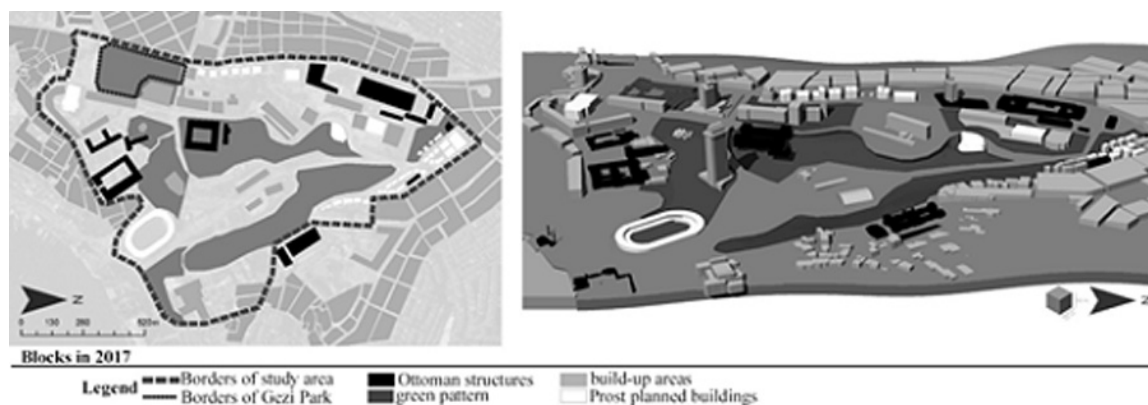 N
0 130 260 520 m
N
Blocks in 2017
Legend Borders of study area Ottoman structures build-up areas
Borders of Gezi Park green pattern Prost planned buildings